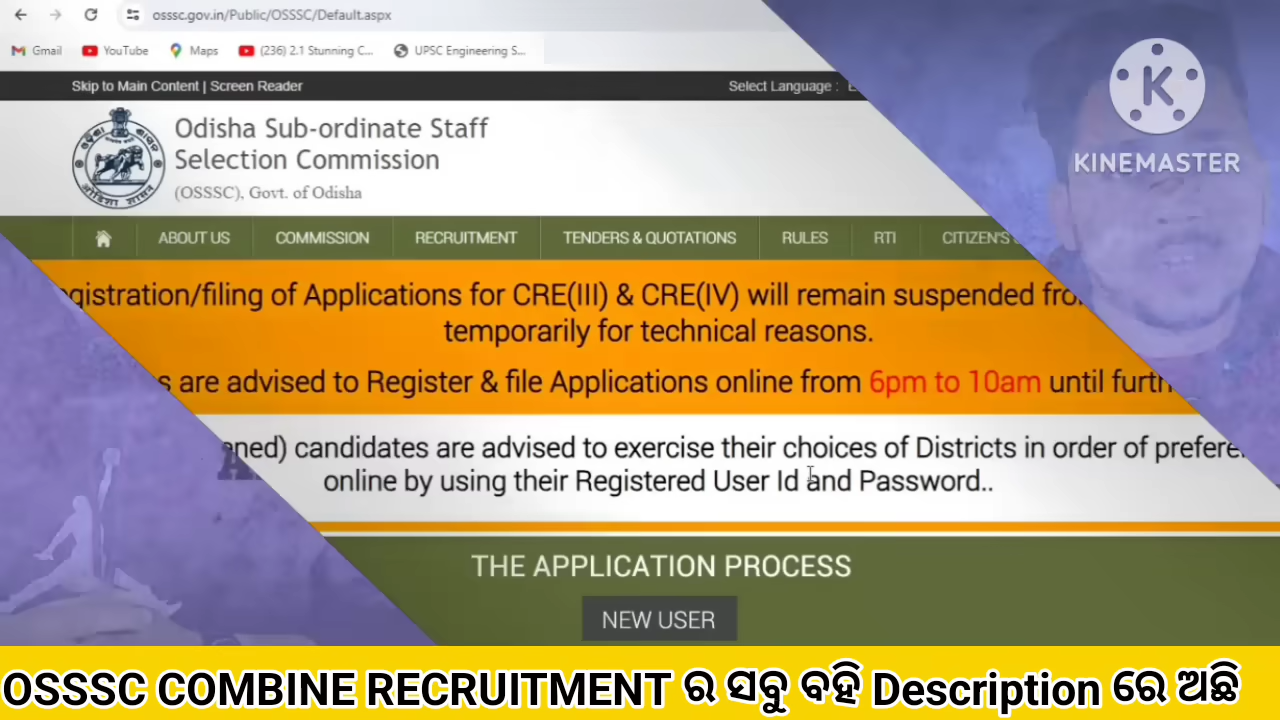 osssc.gov.in/Public/OSSSC/Default.aspx
Gmail YouTube Maps (236) 2.1 Stunning C... UPSC Engineering S...
Skip to Main Content | Screen Reader Select Language :
KINEMASTER
Odisha Sub-ordinate Staff
Selection Commission
(OSSSC), Govt. of Odisha
ABOUT US COMMISSION RECRUITMENT TENDERS & QUOTATIONS RULES RTI CITIZEN'S
gistration/filing of Applications for CRE(III) & CRE(IV) will remain suspended
temporarily for technical reasons.
are advised to Register & file Applications online from 6pm to 10am until
candidates are advised to exercise their choices of Districts in order of
online by using their Registered User Id and Password..
THE APPLICATION PROCESS
NEW USER
OSSSC COMBINE RECRUITMENT ର ସବୁ ବହି Description ରେ ଅଛି